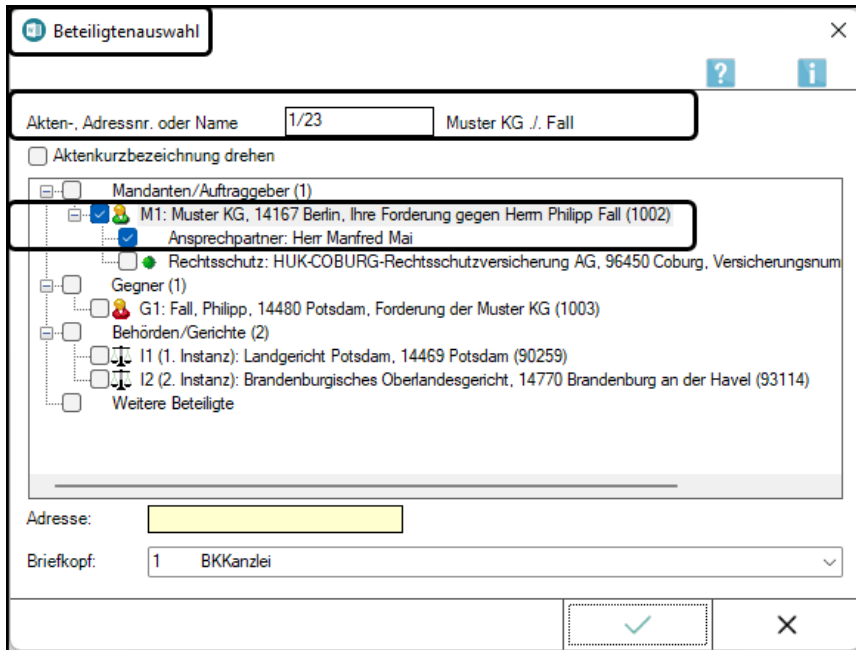 Beteiligtenauswahl
Akten-, Adressnr. oder Name 1/23 Muster KG ./. Fall
Aktenkurzbezeichnung drehen
Mandanten/Auftraggeber (1)
M1: Muster KG, 14167 Berlin, Ihre Forderung gegen Herrn Philipp Fall (1002)
Ansprechpartner: Herr Manfred Mai
Rechtsschutz: HUK-COBURG-Rechtsschutzversicherung AG, 96450 Coburg, Versicherungsnum
Gegner (1)
G1: Fall, Philipp, 14480 Potsdam, Forderung der Muster KG (1003)
Behörden/Gerichte (2)
I1 (1. Instanz): Landgericht Potsdam, 14469 Potsdam (90259)
I2 (2. Instanz): Brandenburgisches Oberlandesgericht, 14770 Brandenburg an der Havel (93114)
Weitere Beteiligte
Adresse:
Briefkopf: 1 BKKanzlei